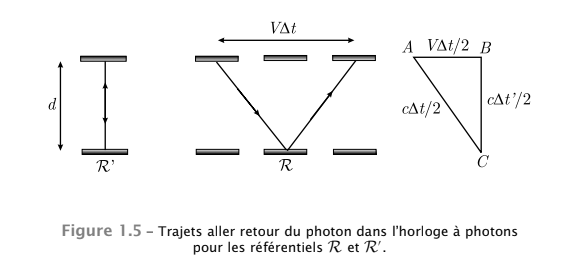 VΔt
A VΔt/2 B
d
cΔt/2
cΔt'/2
R' R C
Figure 1.5 – Trajets aller retour du photon dans l'horloge à photons
pour les référentiels R et R'.